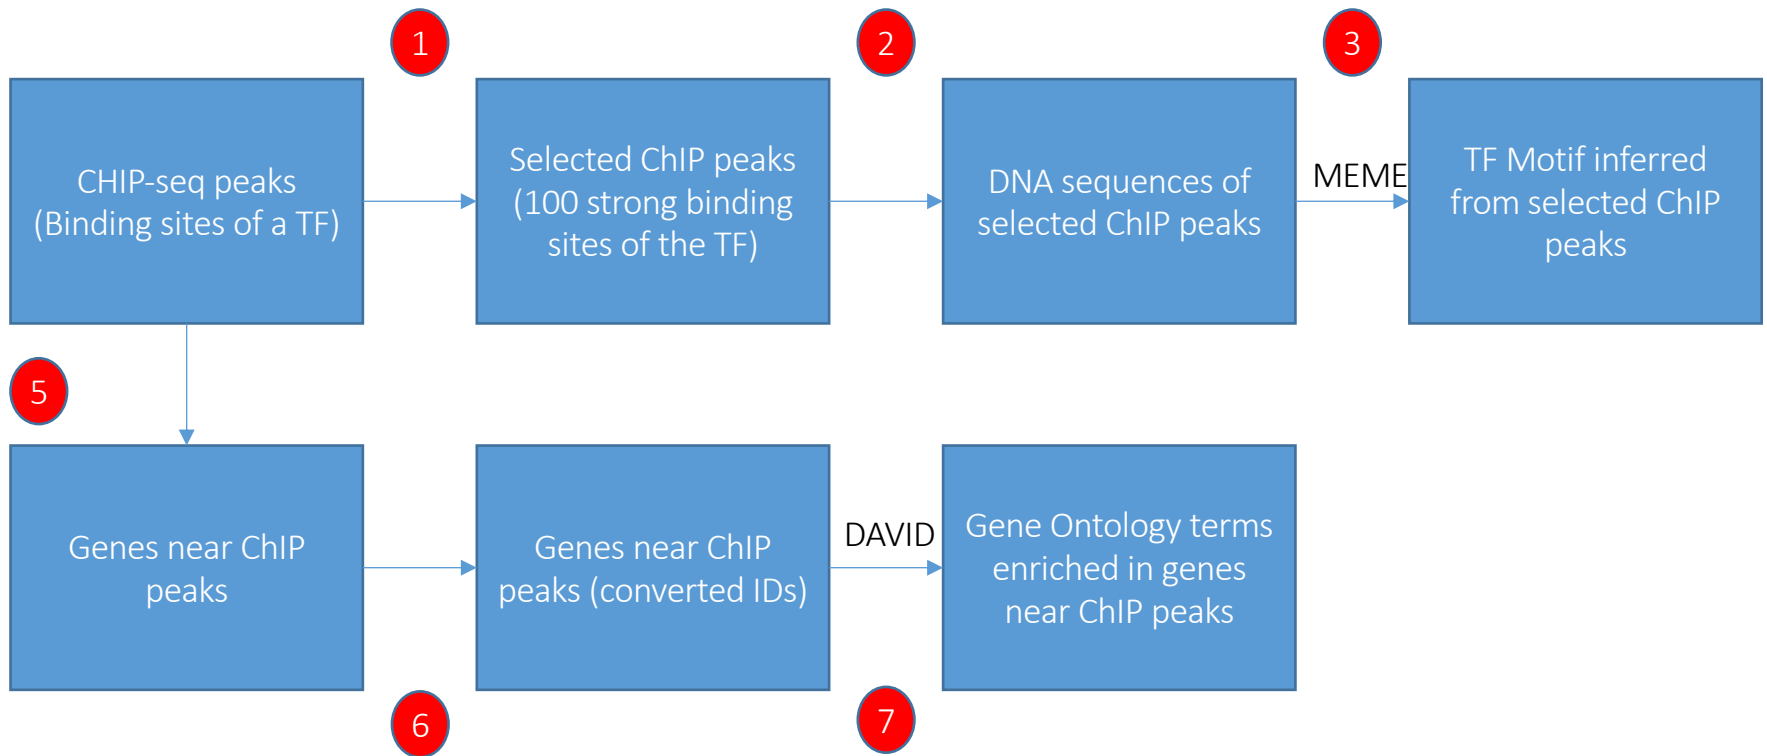 1
2
3
CHIP-seq peaks
(Binding sites of a TF)
Selected ChIP peaks
(100 strong binding
sites of the TF)
DNA sequences of
selected ChIP peaks
MEME
TF Motif inferred
from selected ChIP
peaks
5
Genes near ChIP
peaks
Genes near ChIP
peaks (converted IDs)
DAVID
Gene Ontology terms
enriched in genes
near ChIP peaks
6
7